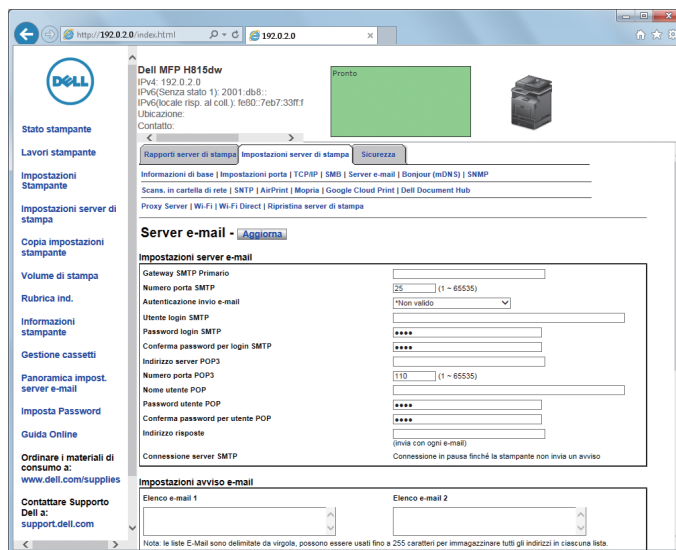 http://192.0.2.0/index.html
192.0.2.0
DELL
Stato stampante
Lavori stampante
Impostazioni
Stampante
Impostazioni server di
stampa
Copia impostazioni
stampante
Volume di stampa
Rubrica ind.
Informazioni
stampante
Gestione cassetti
Panoramica impost.
server e-mail
Imposta Password
Guida Online
Ordinare i materiali di
consumo a:
www.dell.com/supplies
Contattare Supporto
Dell a:
support.dell.com
Dell MFP H815dw
IPv4: 192.0.2.0
IPv6(Senza stato 1): 2001:db8::
IPv6(locale risp. al coll.): fe80::7eb7:33ff:f
Ubicazione:
Contatto:
Pronto
Rapporti server di stampa
Impostazioni server di stampa
Sicurezza
Informazioni di base | Impostazioni porta | TCP/IP | SMB | Server e-mail | Bonjour (mDNS) | SNMP
Scans. in cartella di rete | SNTP | AirPrint | Mopria | Google Cloud Print | Dell Document Hub
Proxy Server | Wi-Fi | Wi-Fi Direct | Ripristina server di stampa
Server e-mail - Aggiorna
Impostazioni server e-mail
Gateway SMTP Primario
Numero porta SMTP 25 (1 ~ 65535)
Autenticazione invio e-mail *Non valido
Utente login SMTP
Password login SMTP ●●●●
Conferma password per login SMTP ●●●●
Indirizzo server POP3
Numero porta POP3 110 (1 ~ 65535)
Nome utente POP
Password utente POP ●●●●
Conferma password per utente POP ●●●●
Indirizzo risposte
(invia con ogni e-mail)
Connessione server SMTP Connessione in pausa finché la stampante non invia un avviso
Impostazioni avviso e-mail
Elenco e-mail 1 Elenco e-mail 2
Nota: le liste E-Mail sono delimitate da virgola, possono essere usati fino a 255 caratteri per immagazzinare tutti gli indirizzi in ciascuna lista.